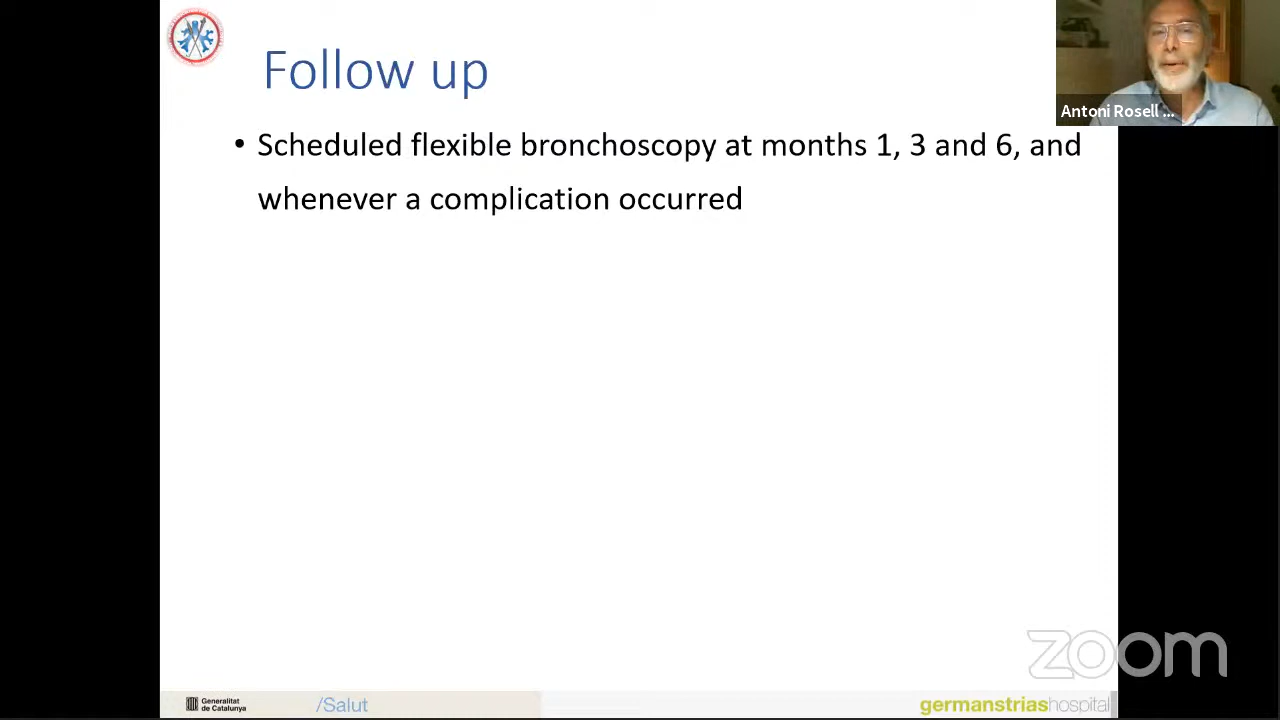 Follow up
Antoni Rosell ...
• Scheduled flexible bronchoscopy at months 1, 3 and 6, and
whenever a complication occurred
zoom
Generalitat
de Catalunya
/Salut
germanstriashospital